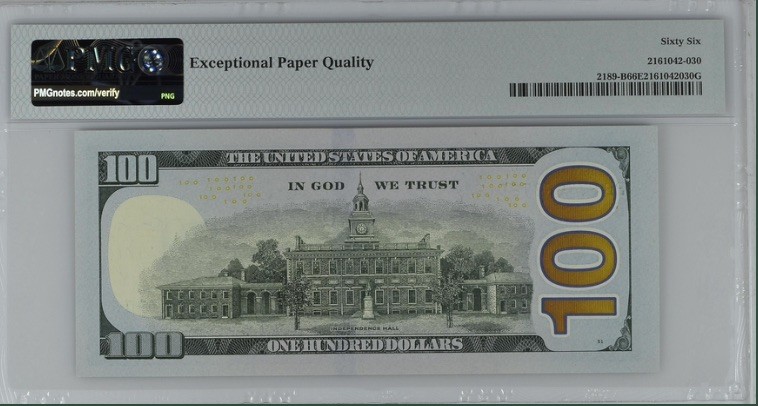 Sixty Six
PMG
Exceptional Paper Quality
2161042-030
2189-B66E2161042030G
PMGnotes.com/verify
PNG
100
THE UNITED STATES OF AMERICA
IN GOD WE TRUST
100
INDEPENDENCE HALL
100
ONE HUNDRED DOLLARS